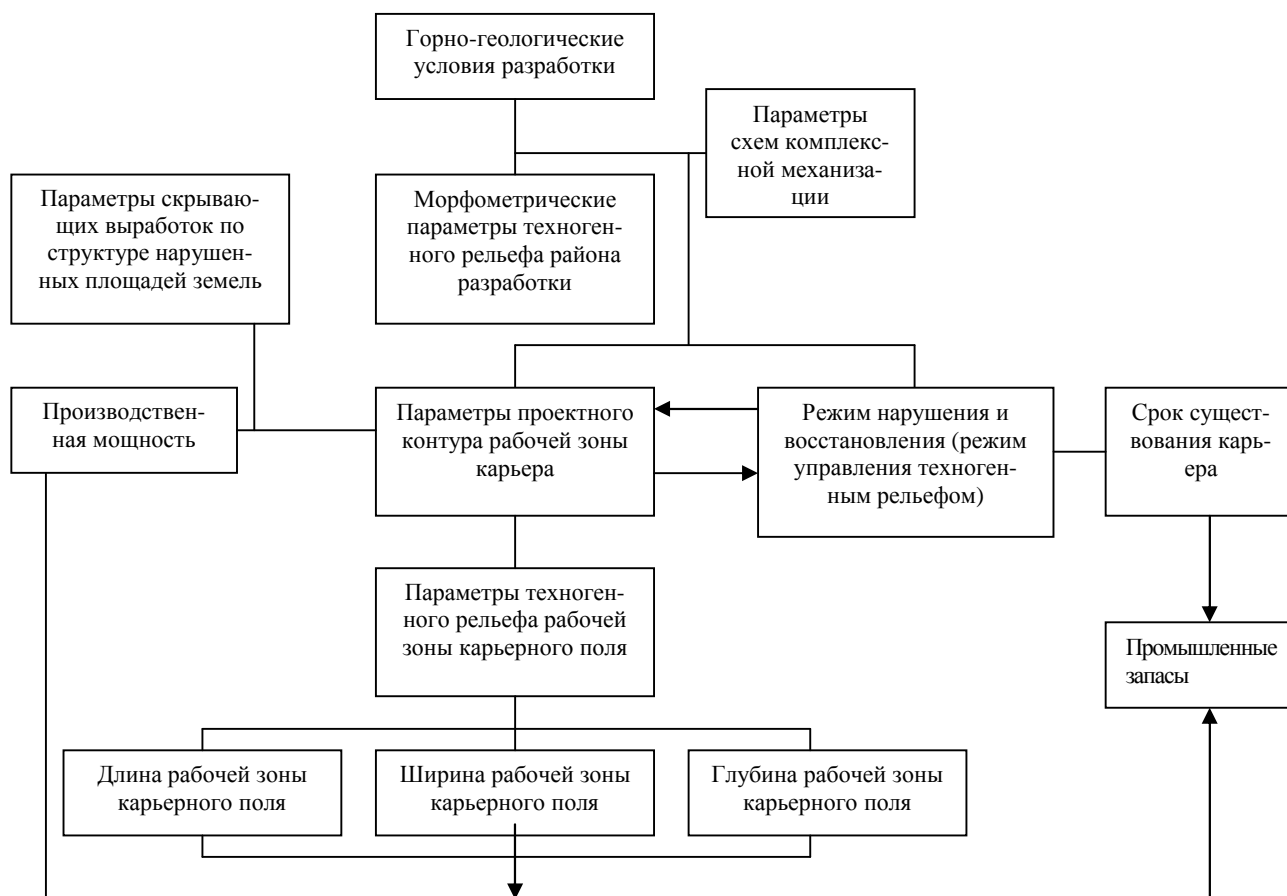 Горно-геологические
условия разработки
Параметры
схем комплекс-
ной механиза-
ции
Параметры скрываю-
щих выработок по
структуре нарушен-
ных площадей земель
Морфометрические
параметры техноген-
ного рельефа района
разработки
Производствен-
ная мощность
Параметры проектного
контура рабочей зоны
карьера
Режим нарушения и
восстановления (режим
управления техноген-
ным рельефом)
Срок сущест-
вования карь-
ера
Параметры техноген-
ного рельефа рабочей
зоны карьерного поля
Промышленные
запасы
Длина рабочей зоны
карьерного поля
Ширина рабочей зоны
карьерного поля
Глубина рабочей зоны
карьерного поля